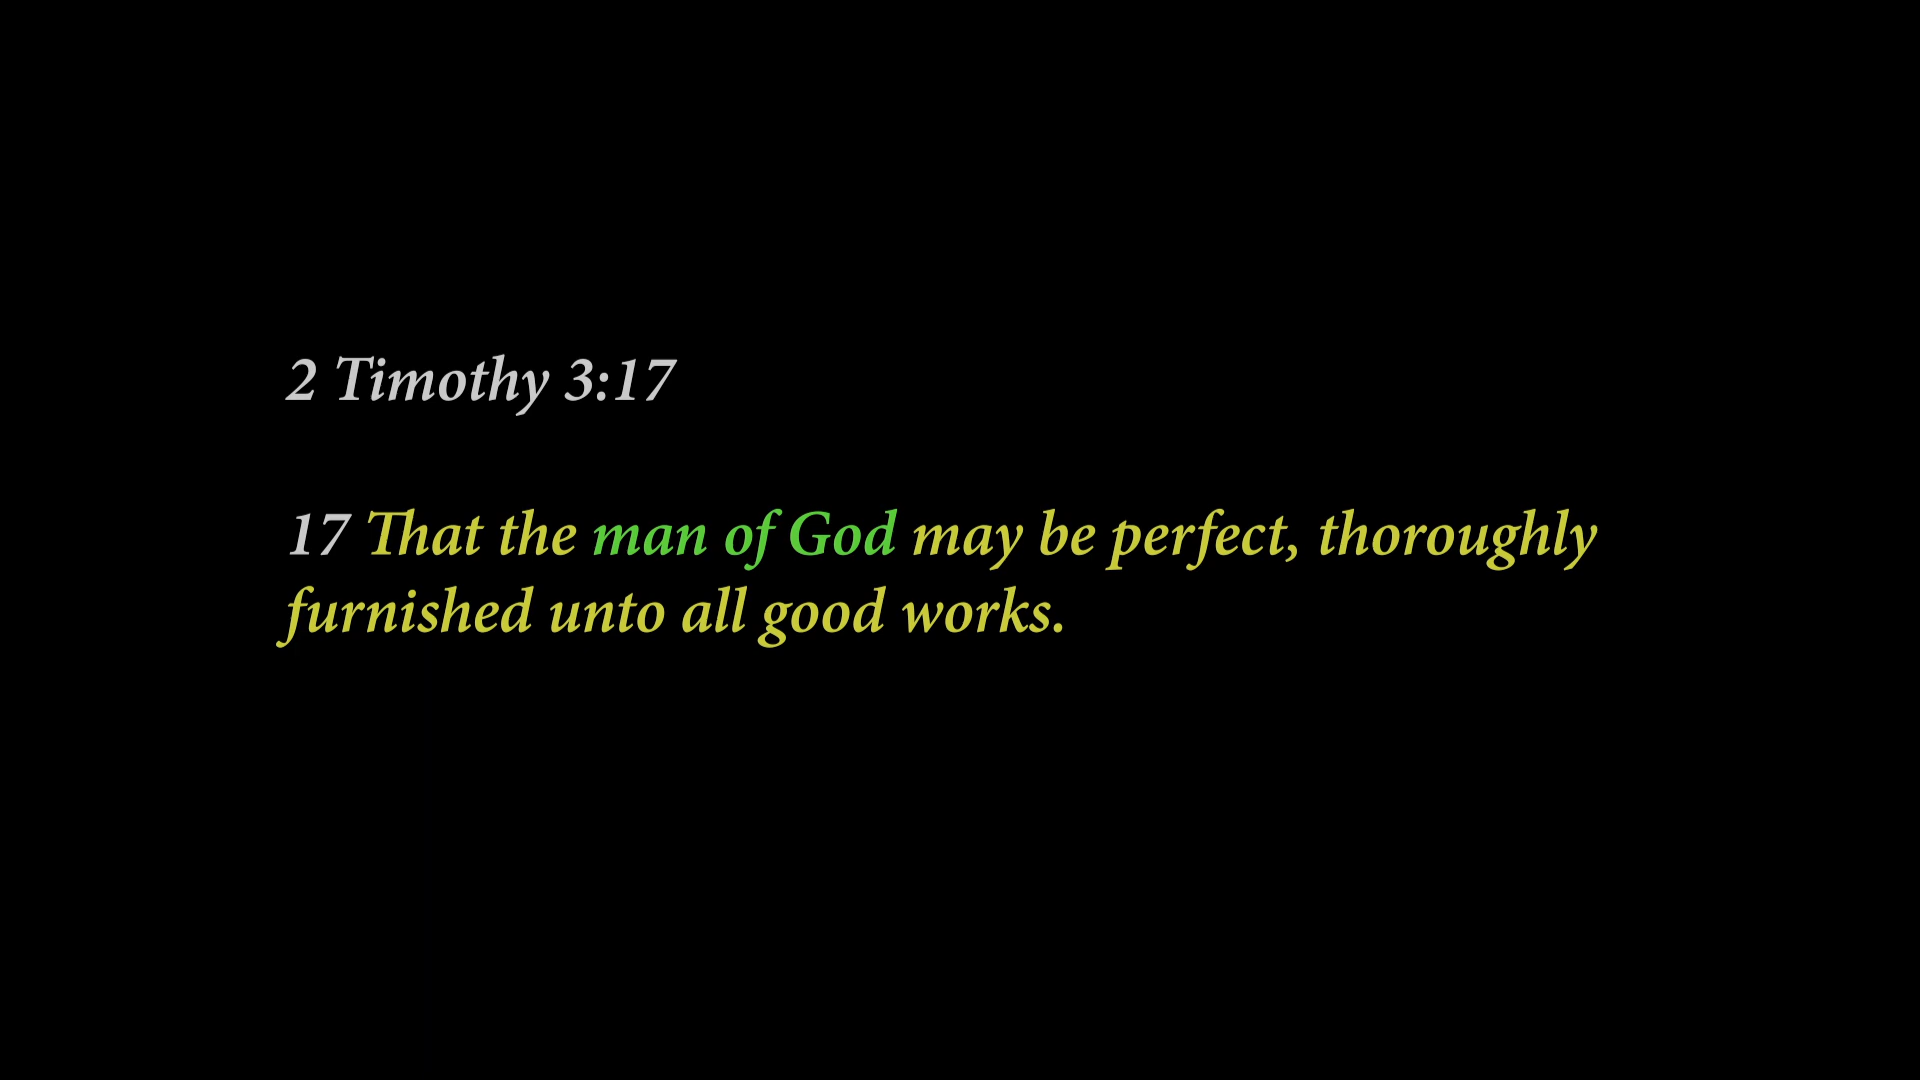 2 Timothy 3:17
17 That the man of God may be perfect, thoroughly
furnished unto all good works.